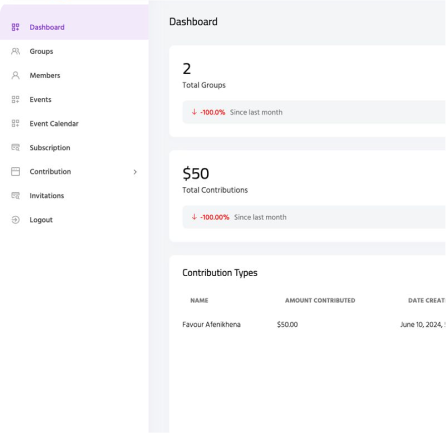 Dashboard
Groups
Members
Events
Event Calendar
Subscription
Contribution
Invitations
Logout
Dashboard
2
Total Groups
↓ -100.0% Since last month
$50
Total Contributions
↓ -100.00% Since last month
Contribution Types
NAME AMOUNT CONTRIBUTED DATE CREAT
Favour Afenikhena $50.00 June 10, 2024,